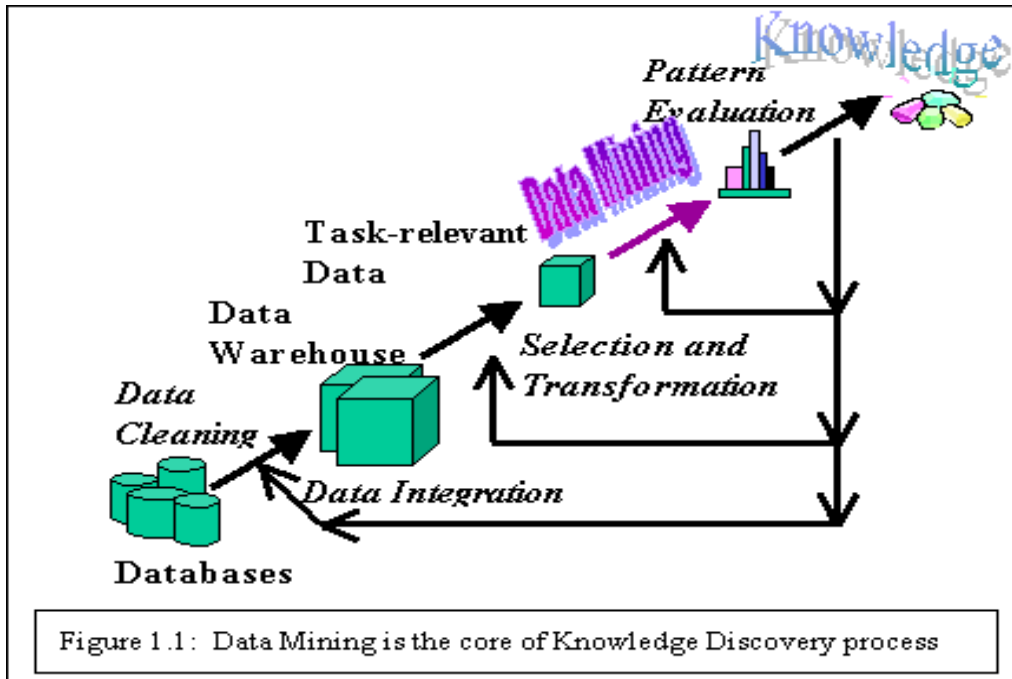 Knowledge
Pattern
Evaluation
Data Mining
Task-relevant
Data
Data
Warehouse
Selection and
Transformation
Data
Cleaning
Data Integration
Databases
Figure 1.1: Data Mining is the core of Knowledge Discovery process